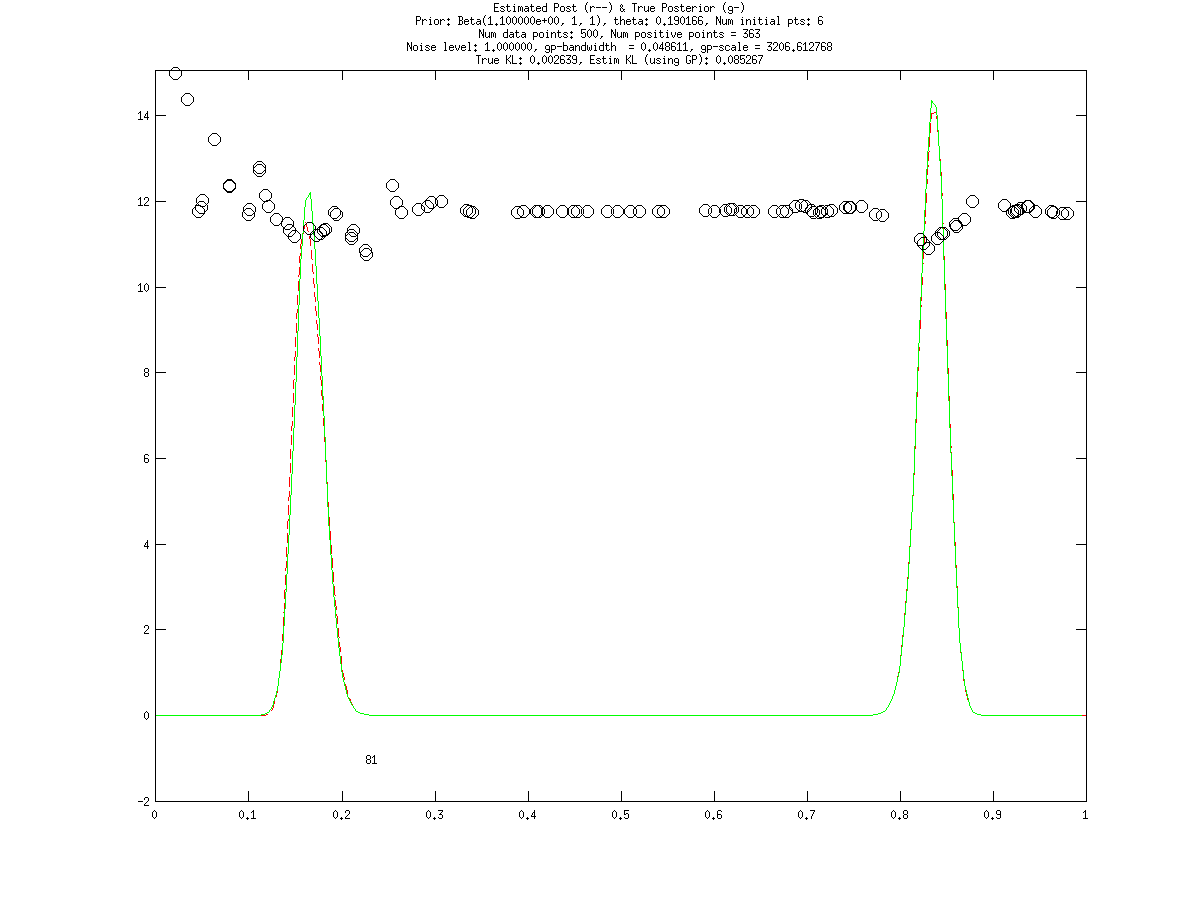 Estimated Post (r--) & True Posterior (g-)
Prior: Beta(1.100000e+00, 1, 1), theta: 0.190166, Num initial pts: 6
Num data points: 500, Num positive points = 363
Noise level: 1.000000, gp-bandwidth  = 0.048611, gp-scale = 3206.612768
True KL: 0.002639, Estim KL (using GP): 0.085267
14
12
10
8
6
4
2
0
81
-2
0 0.1 0.2 0.3 0.4 0.5 0.6 0.7 0.8 0.9 1